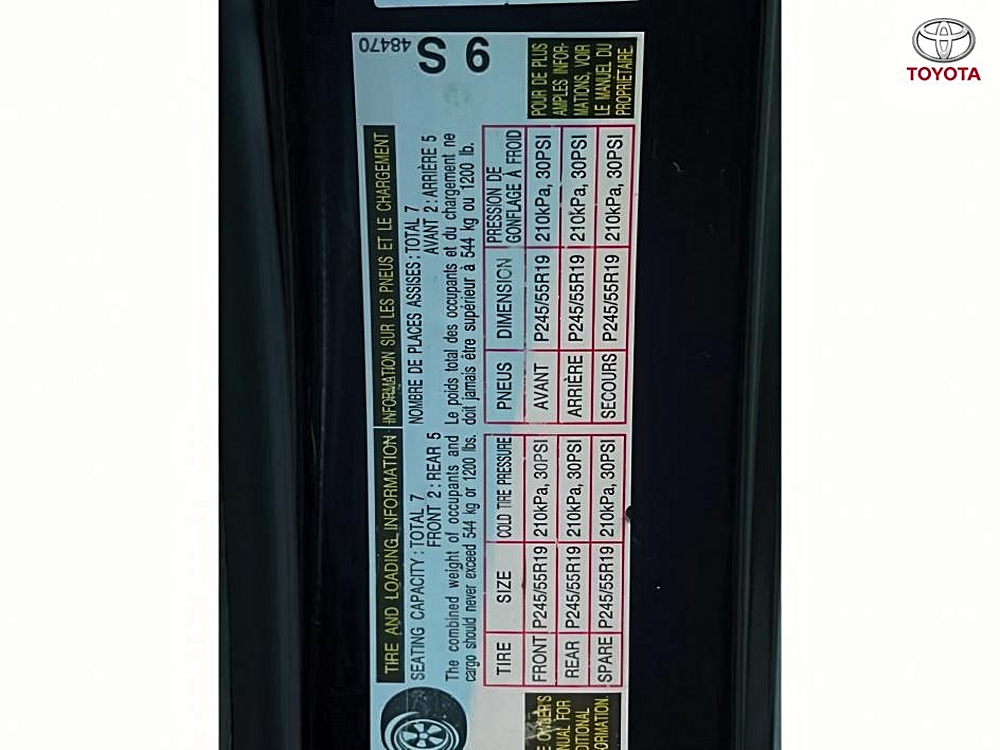 TOYOTA
TIRE AND LOADING INFORMATION
SEATING CAPACITY : TOTAL 7
FRONT 2 : REAR 5
The combined weight of occupants and
cargo should never exceed 544 kg or 1200 lbs.
TIRE SIZE COLD TIRE PRESSURE
FRONT P245/55R19 210kPa, 30PSI
REAR P245/55R19 210kPa, 30PSI
SPARE P245/55R19 210kPa, 30PSI
OWNER'S
FOR
INFORMATION SUR LES PNEUS ET LE CHARGEMENT
NOMBRE DE PLACES ASSISES : TOTAL 7
AVANT 2 : ARRIÈRE 5
Le poids total des occupants et du chargement ne
doit jamais être supérieur à 544 kg ou 1200 lb.
PNEUS DIMENSION PRESSION DE
GONFLAGE À FROID
AVANT P245/55R19 210kPa, 30PSI
ARRIÈRE P245/55R19 210kPa, 30PSI
SECOURS P245/55R19 210kPa, 30PSI
POUR DE PLUS
AMPLES INFOR-
MATIONS, VOIR
LE MANUEL DU
PROPRIÉTAIRE.
9 S
48470